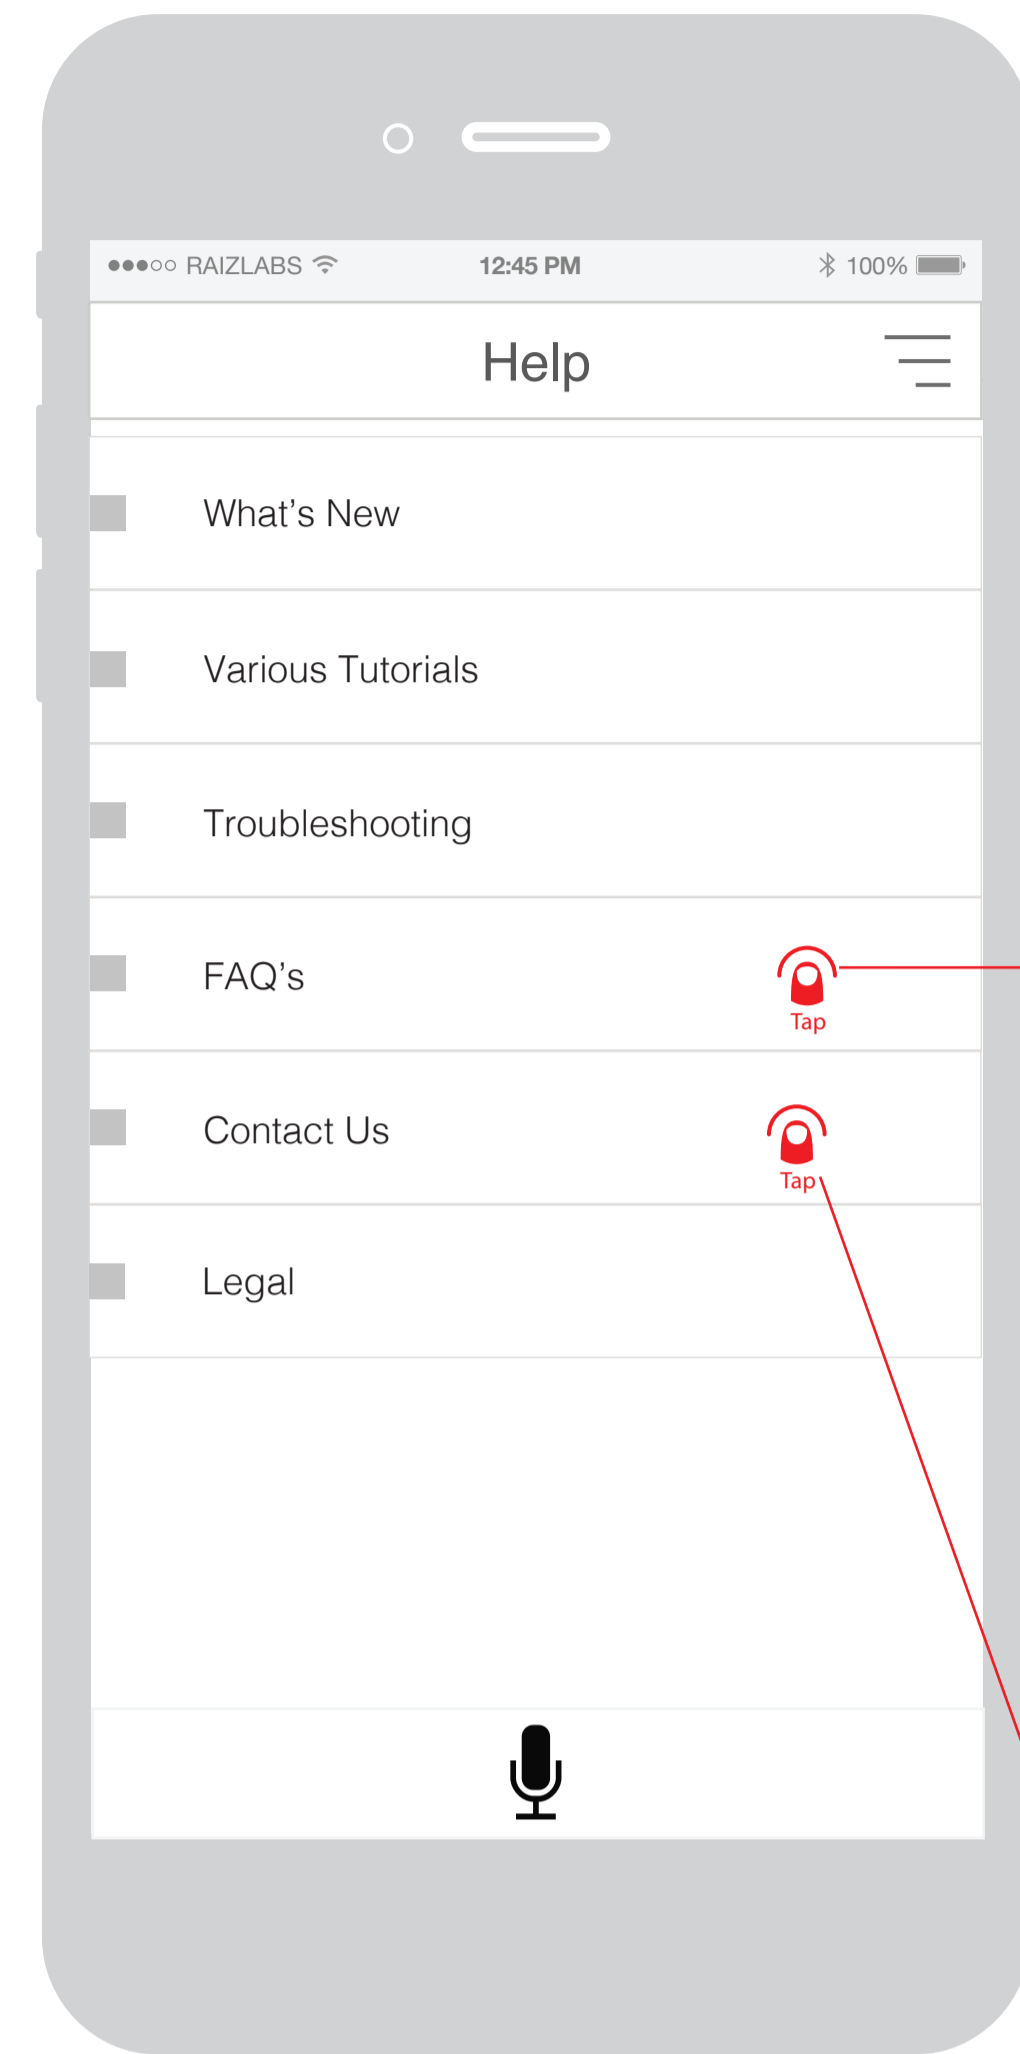 RAIZLABS 12:45 PM 100%
Help
What’s New
Various Tutorials
Troubleshooting
FAQ’s
Tap
Contact Us
Tap
Legal